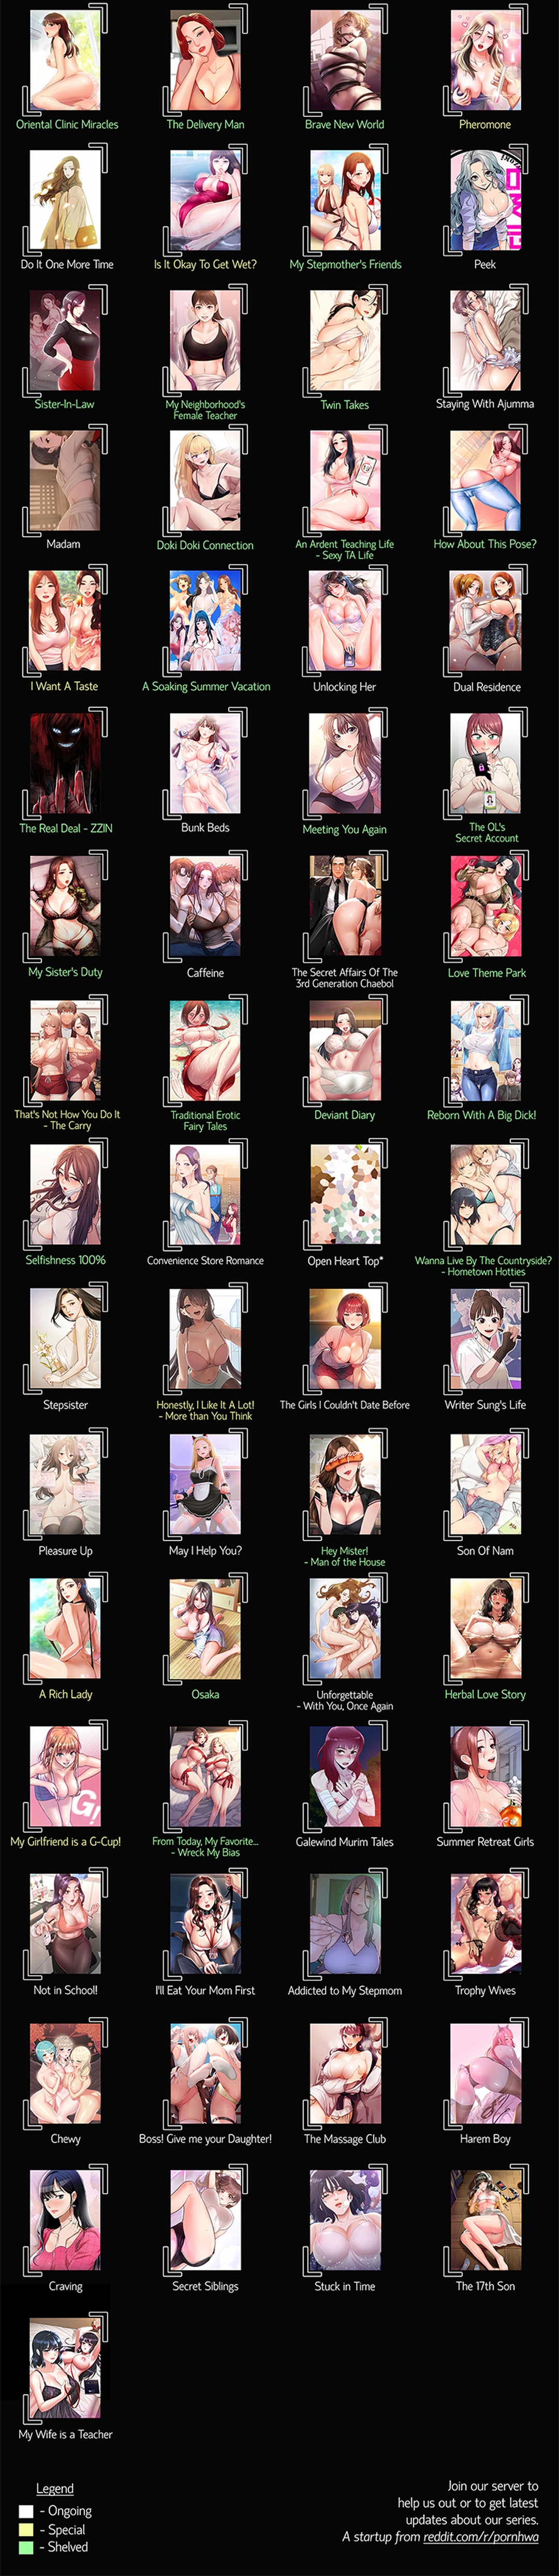 Oriental Clinic Miracles
The Delivery Man
Brave New World
Pheromone
Do It One More Time
Is It Okay To Get Wet?
My Stepmother's Friends
Peek
Sister-In-Law
My Neighborhood's
Female Teacher
Twin Takes
Staying With Ajumma
Madam
Doki Doki Connection
An Ardent Teaching Life
- Sexy TA Life
How About This Pose?
I Want A Taste
A Soaking Summer Vacation
Unlocking Her
Dual Residence
The Real Deal - ZZIN
Bunk Beds
Meeting You Again
The OL's
Secret Account
My Sister's Duty
Caffeine
The Secret Affairs Of The
3rd Generation Chaebol
Love Theme Park
That's Not How You Do It
- The Carry
Traditional Erotic
Fairy Tales
Deviant Diary
Reborn With A Big Dick!
Selfishness 100%
Convenience Store Romance
Open Heart Top*
Wanna Live By The Countryside?
- Hometown Hotties
Stepsister
Honestly, I Like It A Lot!
- More than You Think
The Girls I Couldn't Date Before
Writer Sung's Life
Pleasure Up
May I Help You?
Hey Mister!
- Man of the House
Son Of Nam
A Rich Lady
Osaka
Unforgettable
- With You, Once Again
Herbal Love Story
My Girlfriend is a G-Cup!
From Today, My Favorite...
- Wreck My Bias
Galewind Murim Tales
Summer Retreat Girls
Not in School!
I'll Eat Your Mom First
Addicted to My Stepmom
Trophy Wives
Chewy
Boss! Give me your Daughter!
The Massage Club
Harem Boy
Craving
Secret Siblings
Stuck in Time
The 17th Son
My Wife is a Teacher
Legend
- Ongoing
- Special
- Shelved
Join our server to
help us out or to get latest
updates about our series.
A startup from reddit.com/r/pornhwa